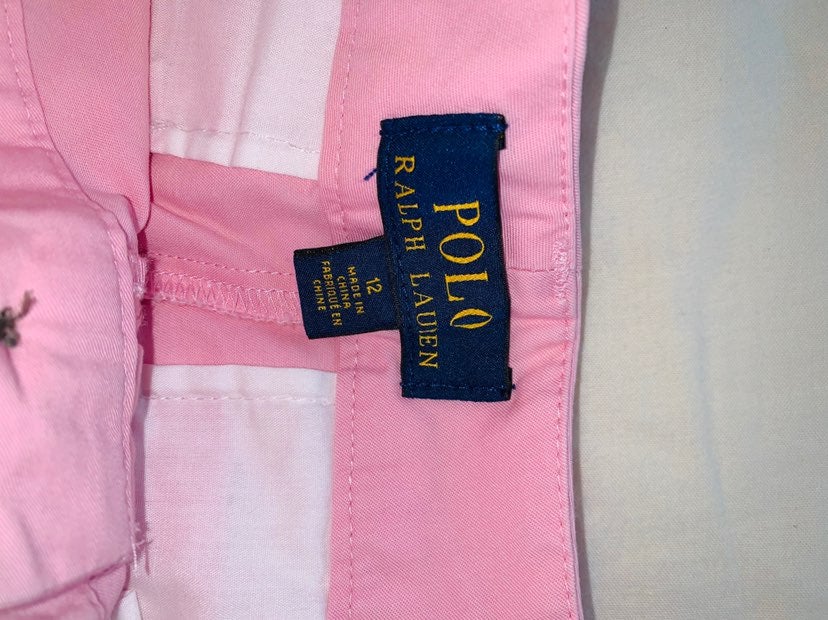 POLO
RALPH LAUREN
12
MADE IN
CHINA
FABRIQUÉ EN
CHINE